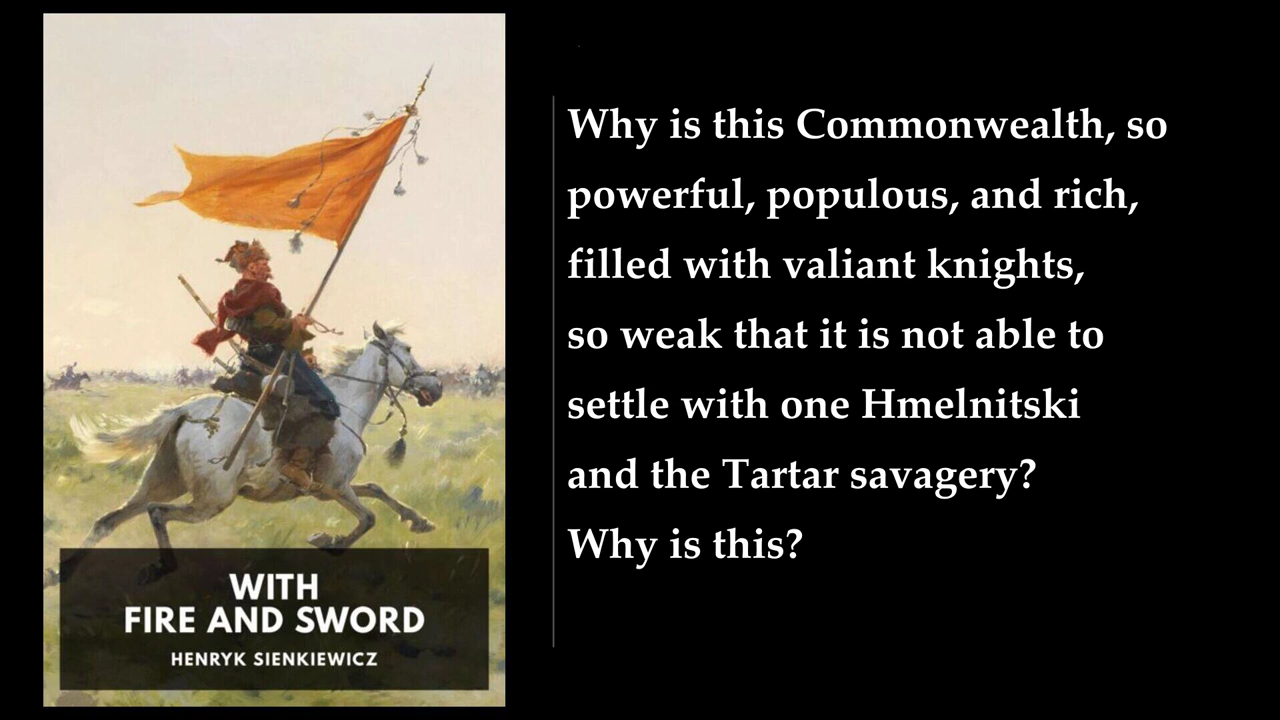 WITH
FIRE AND SWORD
HENRYK SIENKIEWICZ
Why is this Commonwealth, so
powerful, populous, and rich,
filled with valiant knights,
so weak that it is not able to
settle with one Hmelnitski
and the Tartar savagery?
Why is this?